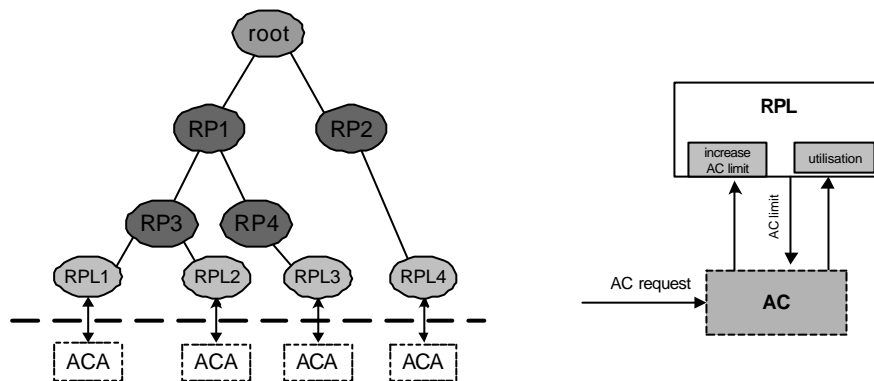 root
RP1
RP2
RP3
RP4
RPL1
RPL2
RPL3
RPL4
ACA
ACA
ACA
ACA
RPL
increase
AC limit
utilisation
AC limit
AC request
AC